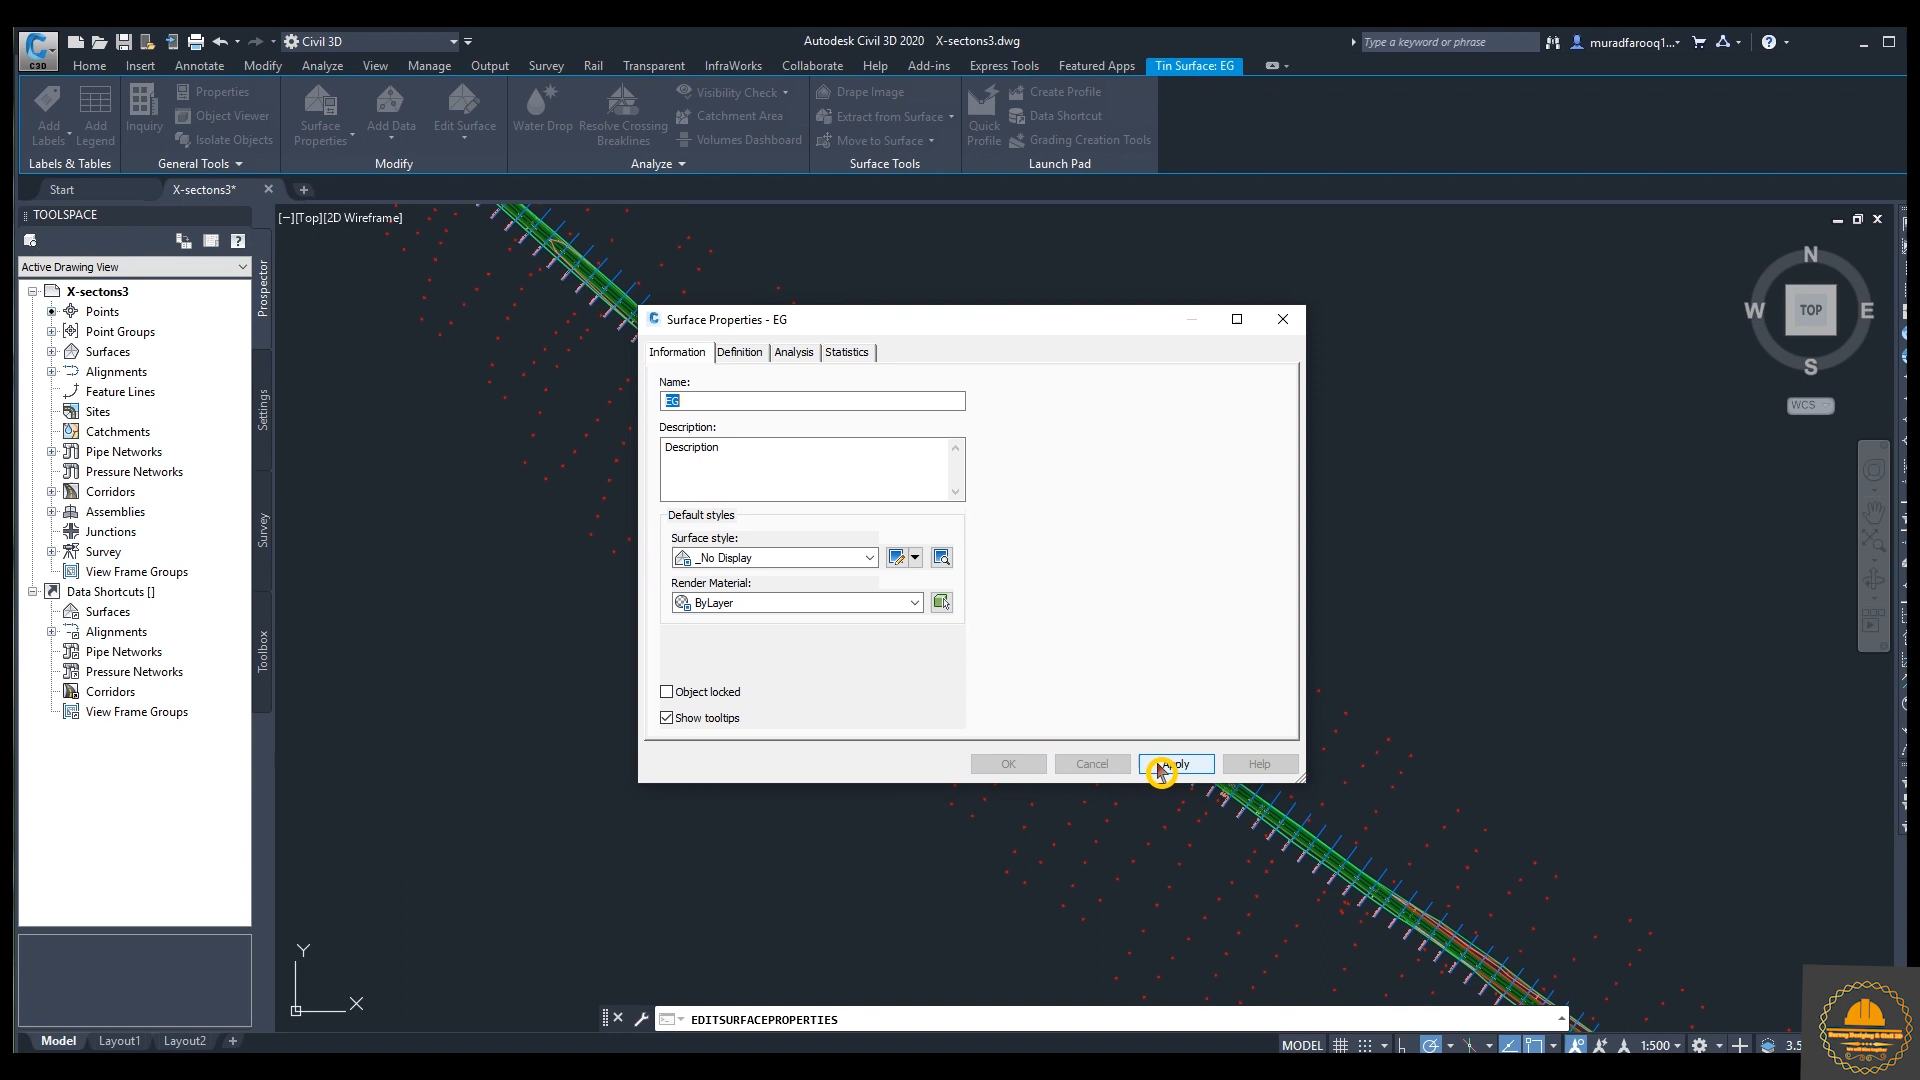 C3D
Civil 3D
Autodesk Civil 3D 2020 X-sectons3.dwg
Type a keyword or phrase
muradfarooq1...
Home Insert Annotate Modify Analyze View Manage Output Survey Rail Transparent InfraWorks Collaborate Help Add-ins Express Tools Featured Apps Tin Surface: EG
Add Labels
Add Legend
Labels & Tables
Inquiry
Properties
Object Viewer
Isolate Objects
General Tools
Surface Properties
Add Data
Edit Surface
Modify
Water Drop
Resolve Crossing Breaklines
Visibility Check
Catchment Area
Volumes Dashboard
Analyze
Drape Image
Extract from Surface
Move to Surface
Surface Tools
Quick Profile
Create Profile
Data Shortcut
Grading Creation Tools
Launch Pad
Start X-sectons3*
TOOLSPACE
Active Drawing View
X-sectons3
Points
Point Groups
Surfaces
Alignments
Feature Lines
Sites
Catchments
Pipe Networks
Pressure Networks
Corridors
Assemblies
Junctions
Survey
View Frame Groups
Data Shortcuts []
Surfaces
Alignments
Pipe Networks
Pressure Networks
Corridors
View Frame Groups
Prospector
Settings
Survey
Toolbox
[−][Top][2D Wireframe]
N
W TOP E
S
WCS
Surface Properties - EG
Information Definition Analysis Statistics
Name:
EG
Description:
Description
Default styles
Surface style:
_No Display
Render Material:
ByLayer
Object locked
Show tooltips
OK Cancel Apply Help
Y
X
EDITSURFACEPROPERTIES
Model Layout1 Layout2 +
MODEL 1:500 3.5